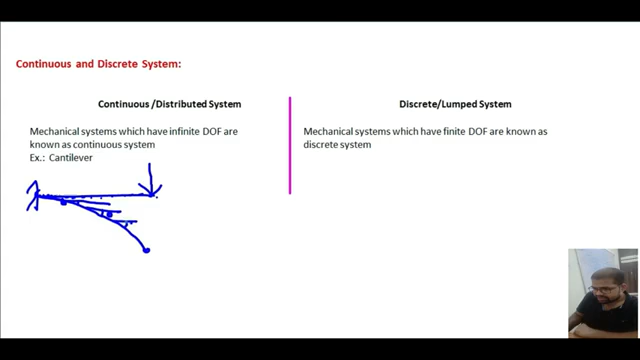 Continuous and Discrete System:
Continuous /Distributed System
Mechanical systems which have infinite DOF are
known as continuous system
Ex.: Cantilever
Discrete/Lumped System
Mechanical systems which have finite DOF are known as
discrete system